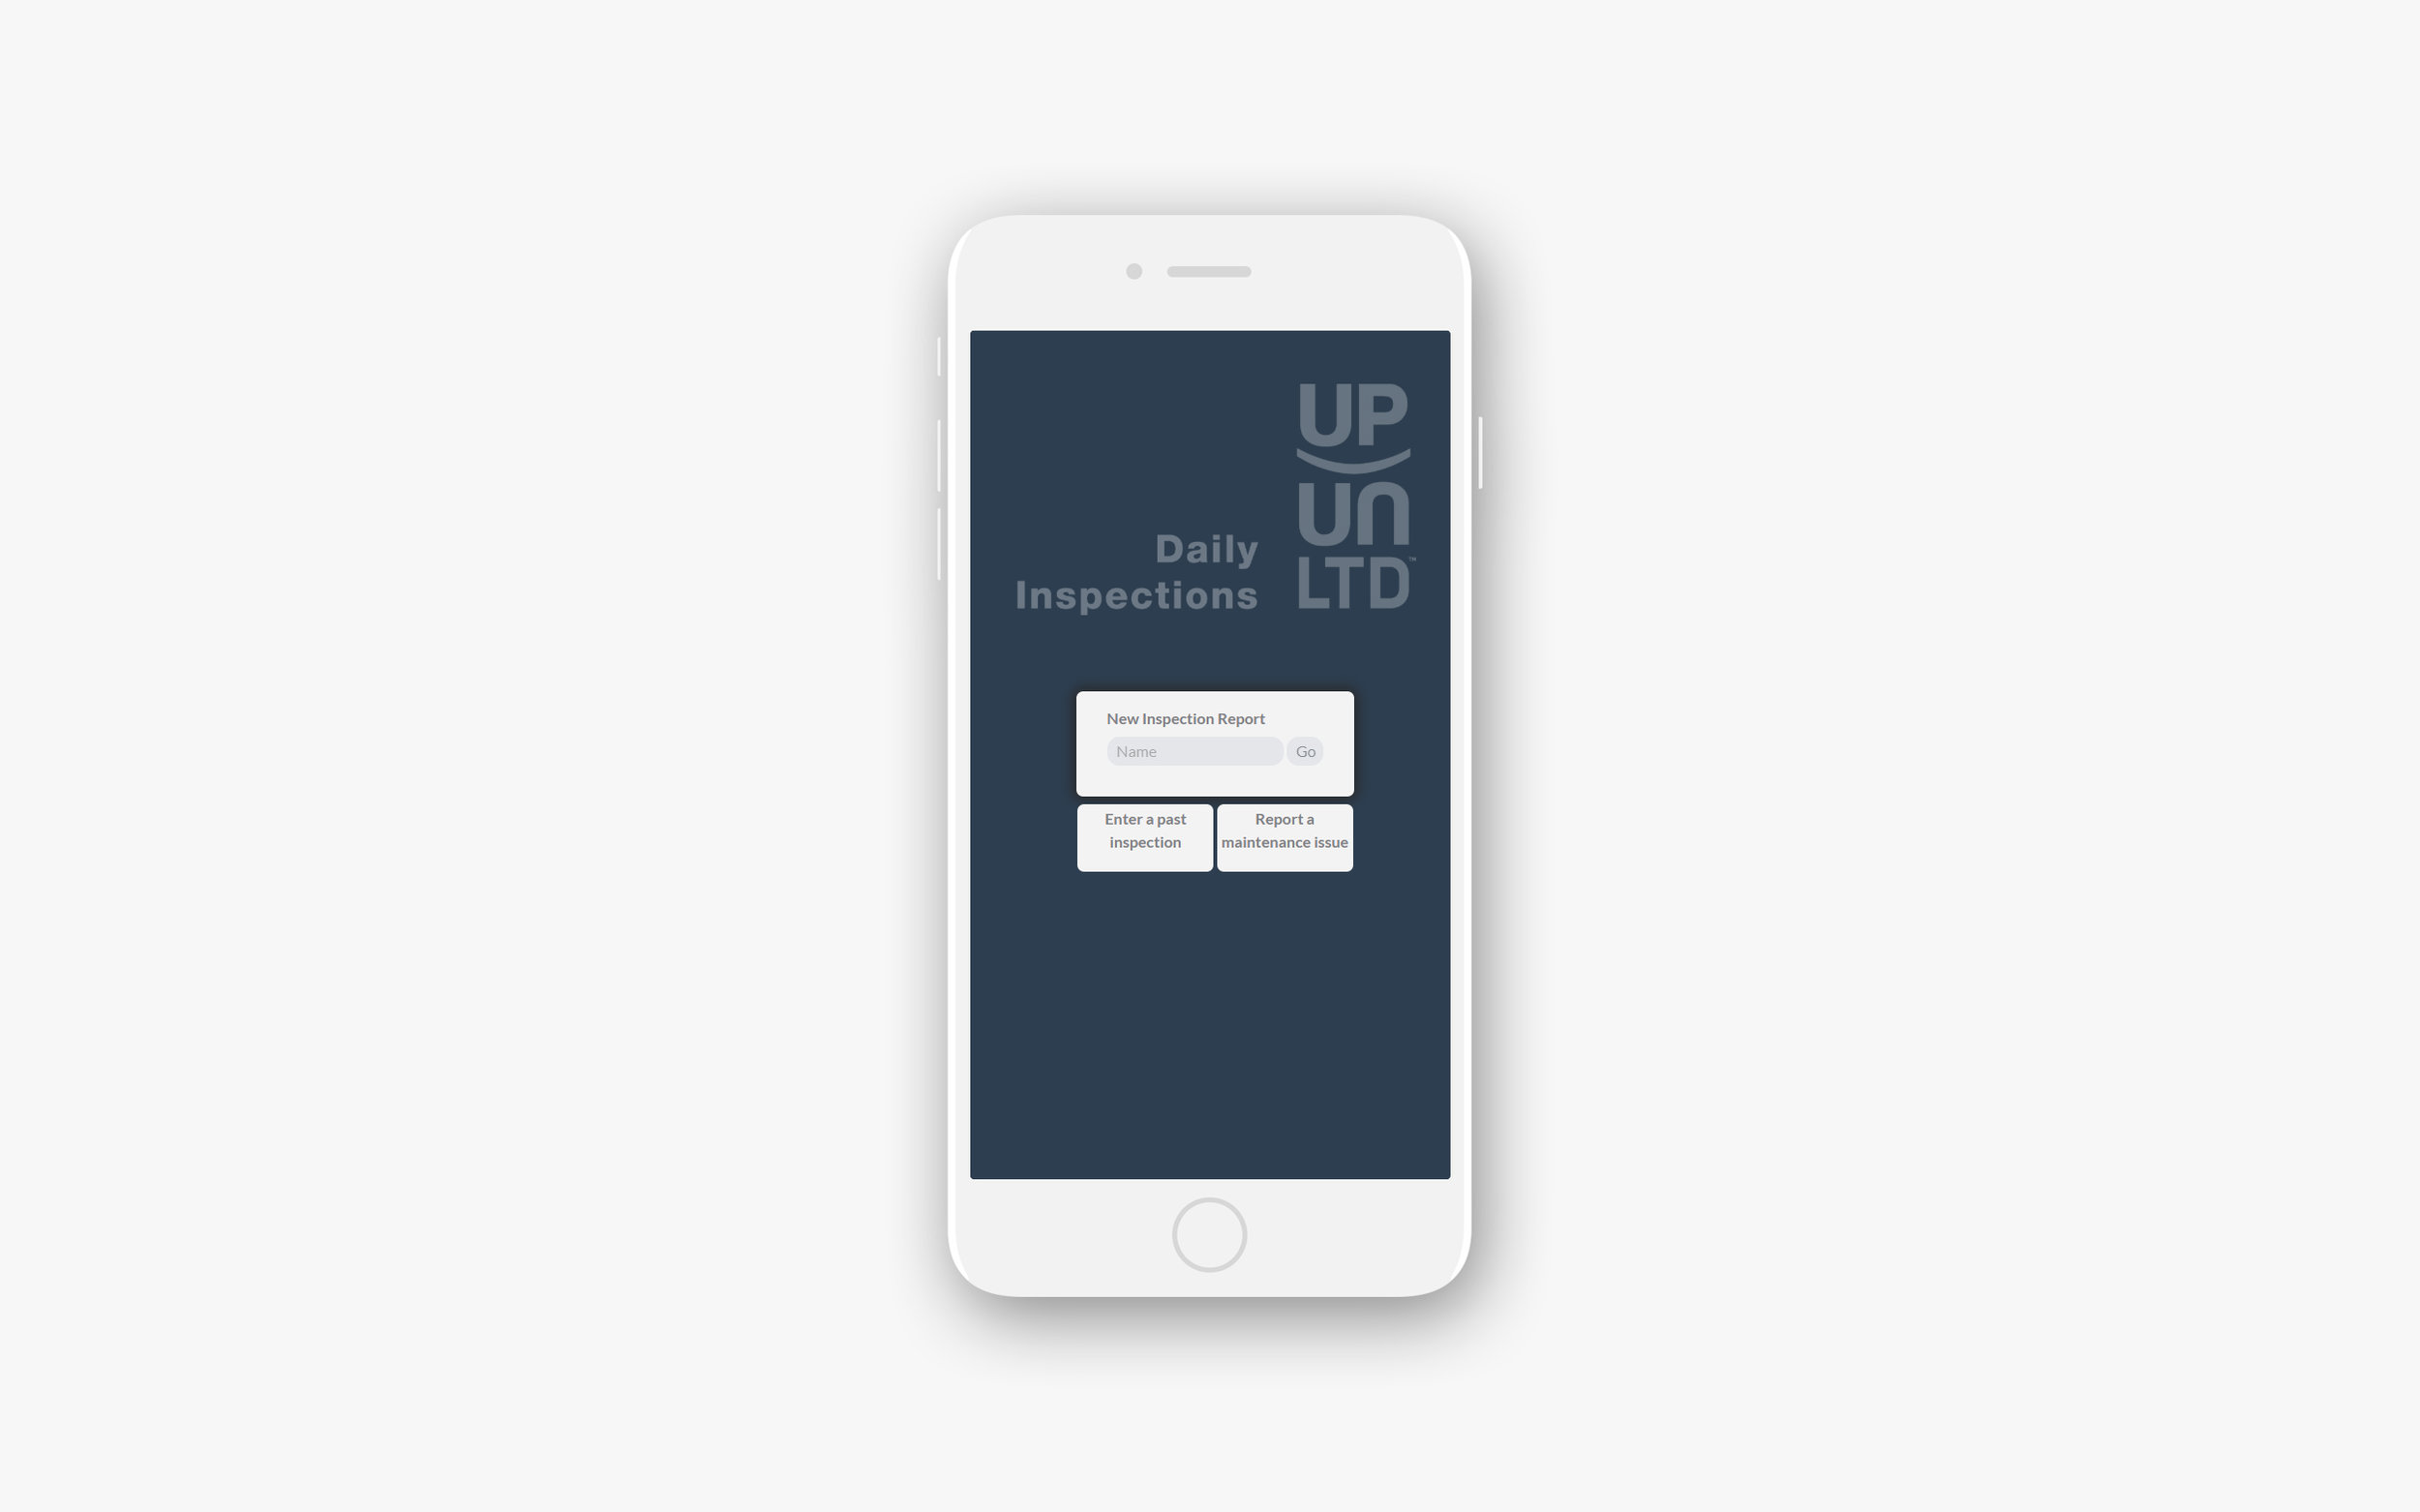 UP
UN
LTD™
Daily
Inspections
New Inspection Report
Name
Go
Enter a past
inspection
Report a
maintenance issue